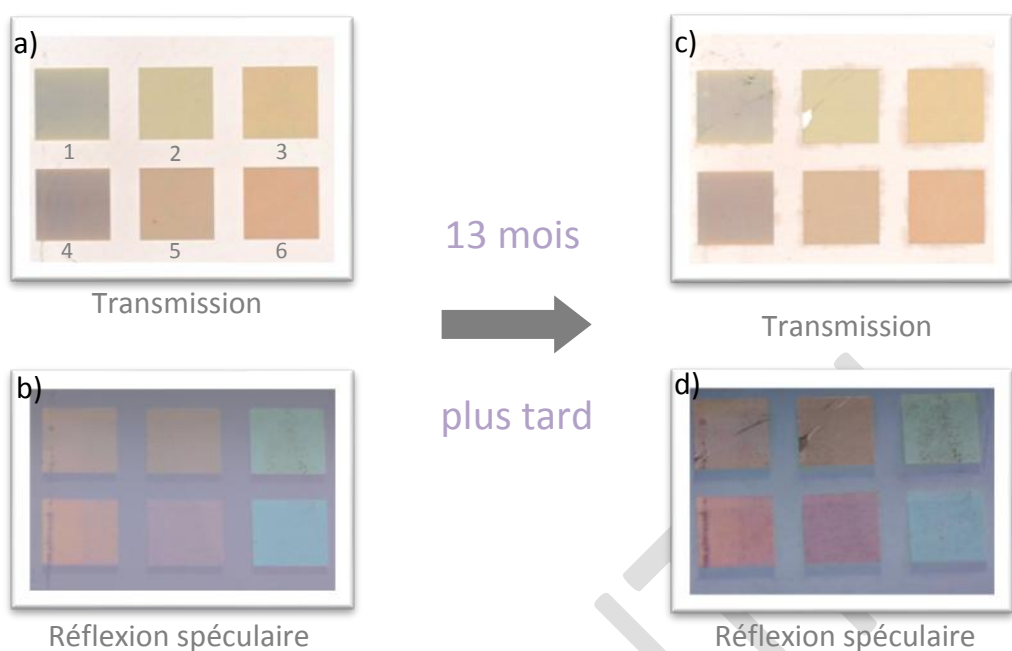 a)
1 2 3
4 5 6
Transmission
b)
Réflexion spéculaire
13 mois
plus tard
c)
Transmission
d)
Réflexion spéculaire